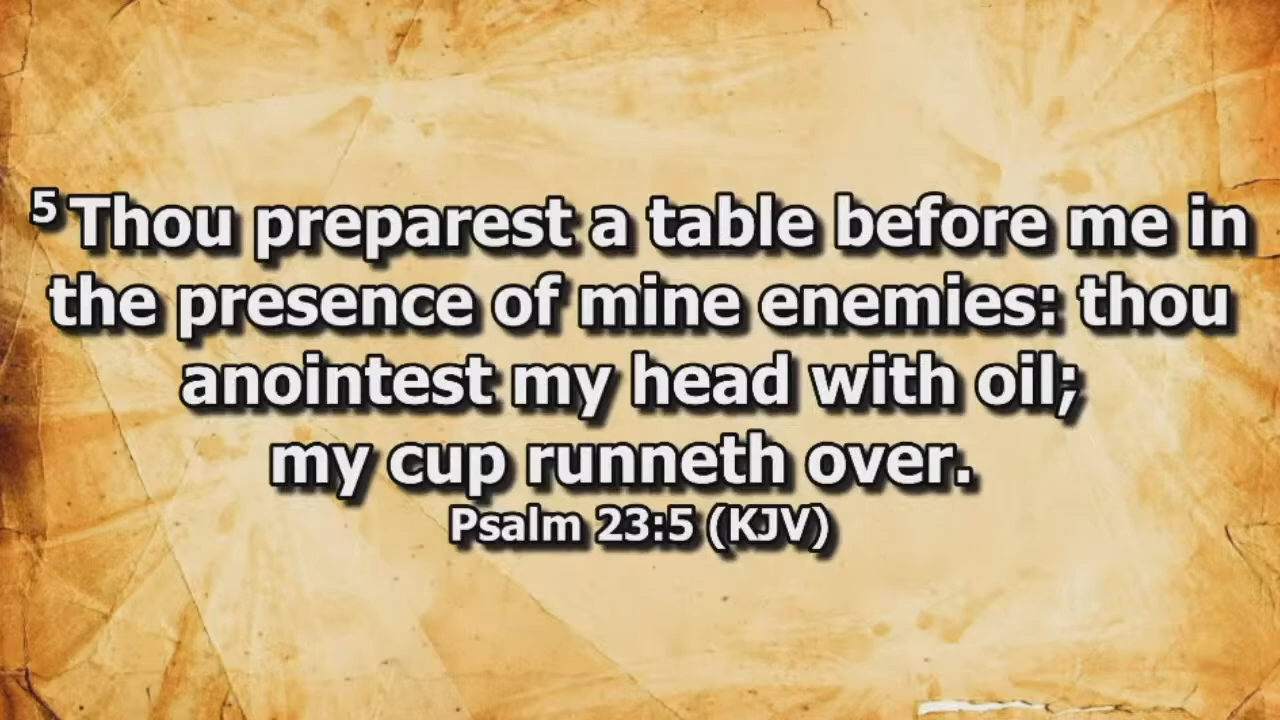 5 Thou preparest a table before me in
the presence of mine enemies: thou
anointest my head with oil;
my cup runneth over.
Psalm 23:5 (KJV)